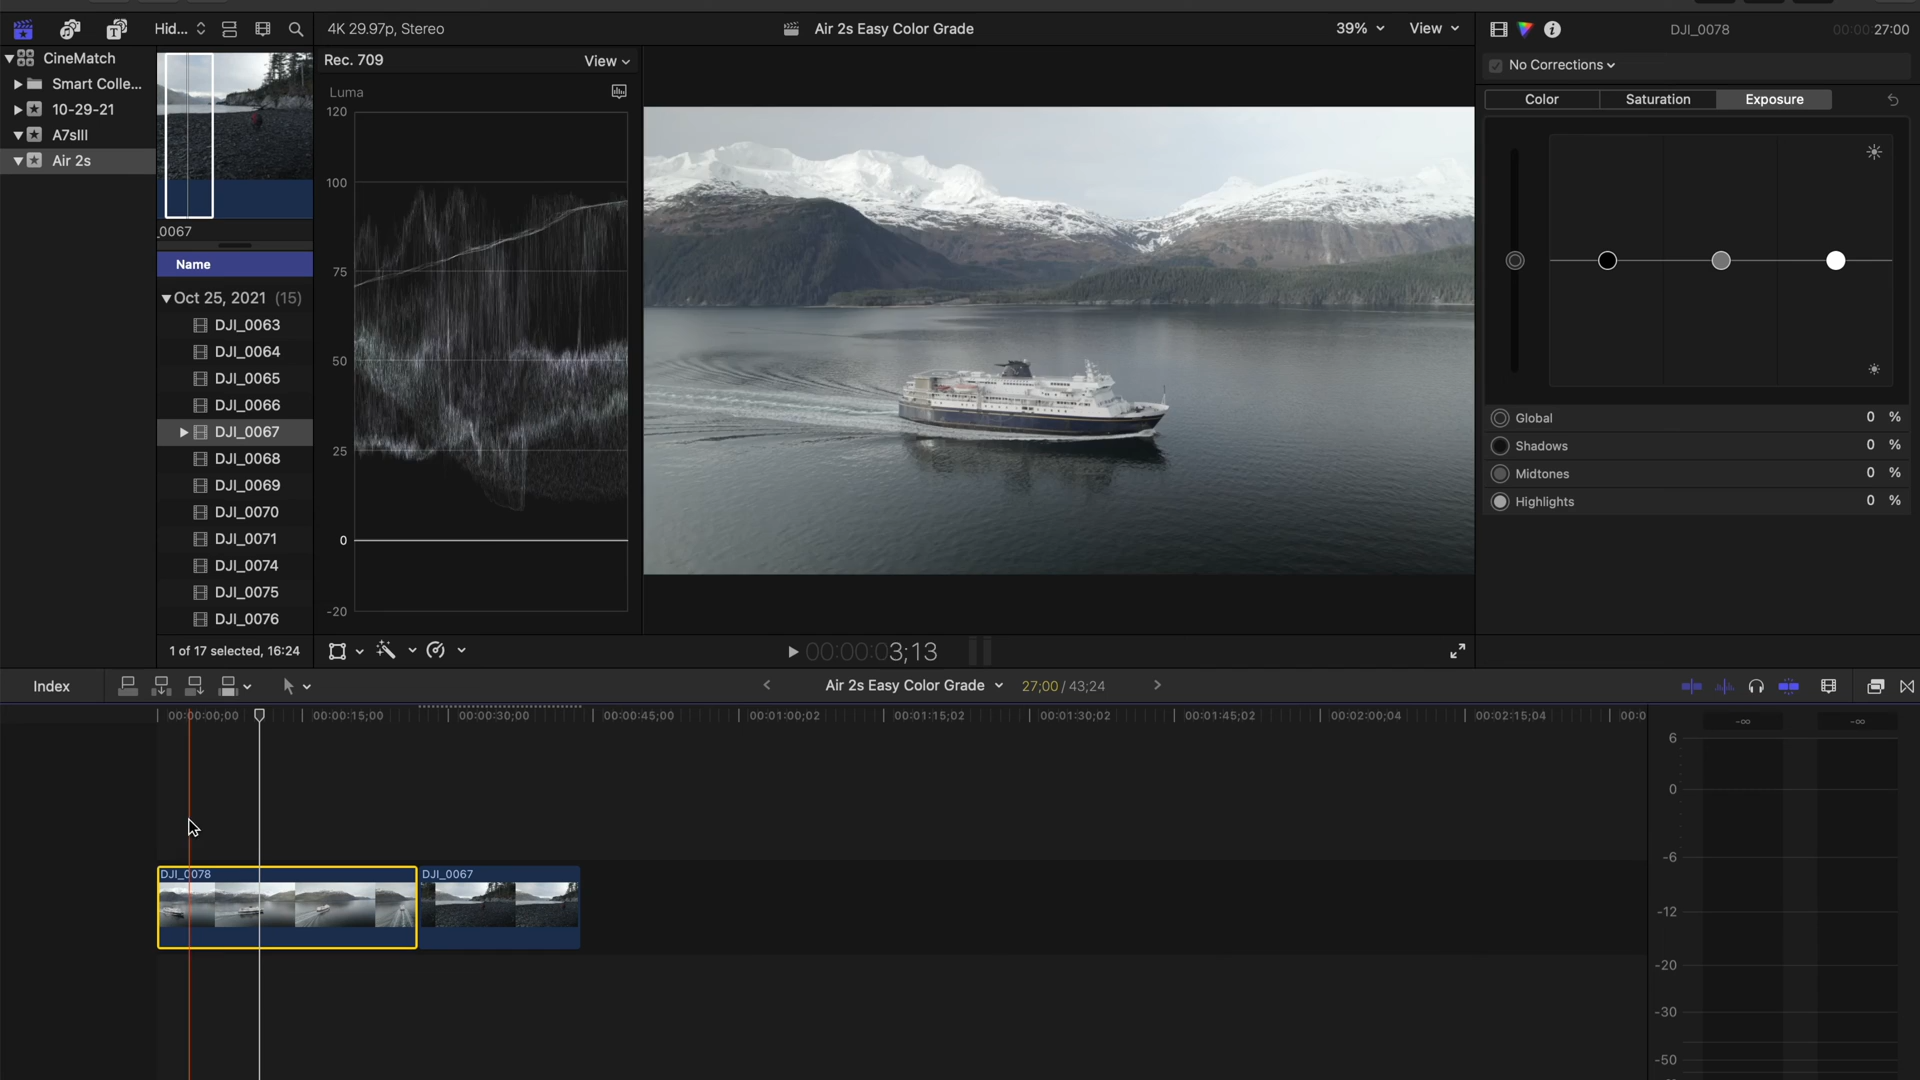 Hid...
4K 29.97p, Stereo
Air 2s Easy Color Grade
39%
View
DJI_0078
00:00:00:27:00
CineMatch
Smart Colle...
10-29-21
A7sIII
Air 2s
_0067
Name
Oct 25, 2021 (15)
DJI_0063
DJI_0064
DJI_0065
DJI_0066
DJI_0067
DJI_0068
DJI_0069
DJI_0070
DJI_0071
DJI_0074
DJI_0075
DJI_0076
1 of 17 selected, 16:24
Rec. 709
View
Luma
120
100
75
50
25
0
-20
00:00:03;13
No Corrections
Color
Saturation
Exposure
Global 0 %
Shadows 0 %
Midtones 0 %
Highlights 0 %
Index
Air 2s Easy Color Grade
27;00 / 43;24
00:00:00;00
00:00:15;00
00:00:30;00
00:00:45;00
00:01:00;02
00:01:15;02
00:01:30;02
00:01:45;02
00:02:00;04
00:02:15;04
00:0
DJI_0078
DJI_0067
-∞
-∞
6
0
-6
-12
-20
-30
-50